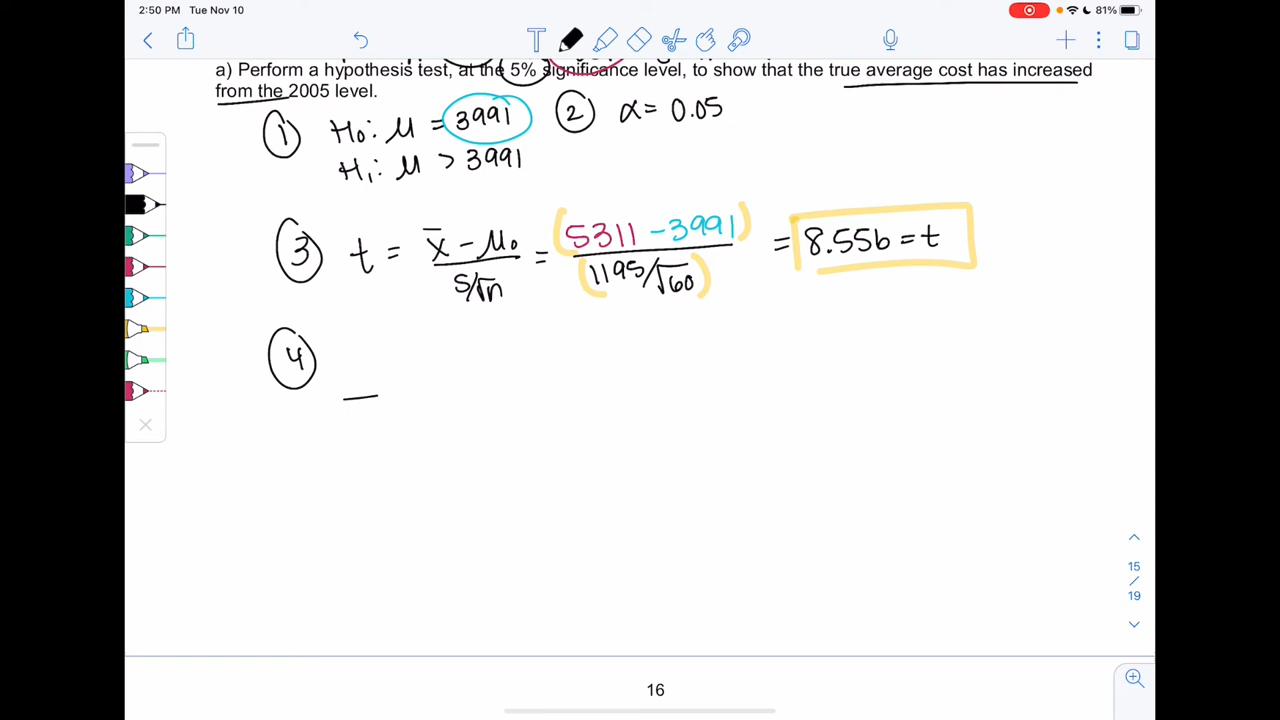 2:50 PM Tue Nov 10
81%
a) Perform a hypothesis test, at the 5% significance level, to show that the true average cost has increased
from the 2005 level.
① H₀: μ = 3991 ② α = 0.05
H₁: μ > 3991
③ t = x̄ - μ₀ / s/√n = (5311 - 3991) / (1195/√60) = 8.556 = t
④
15
/
19
16